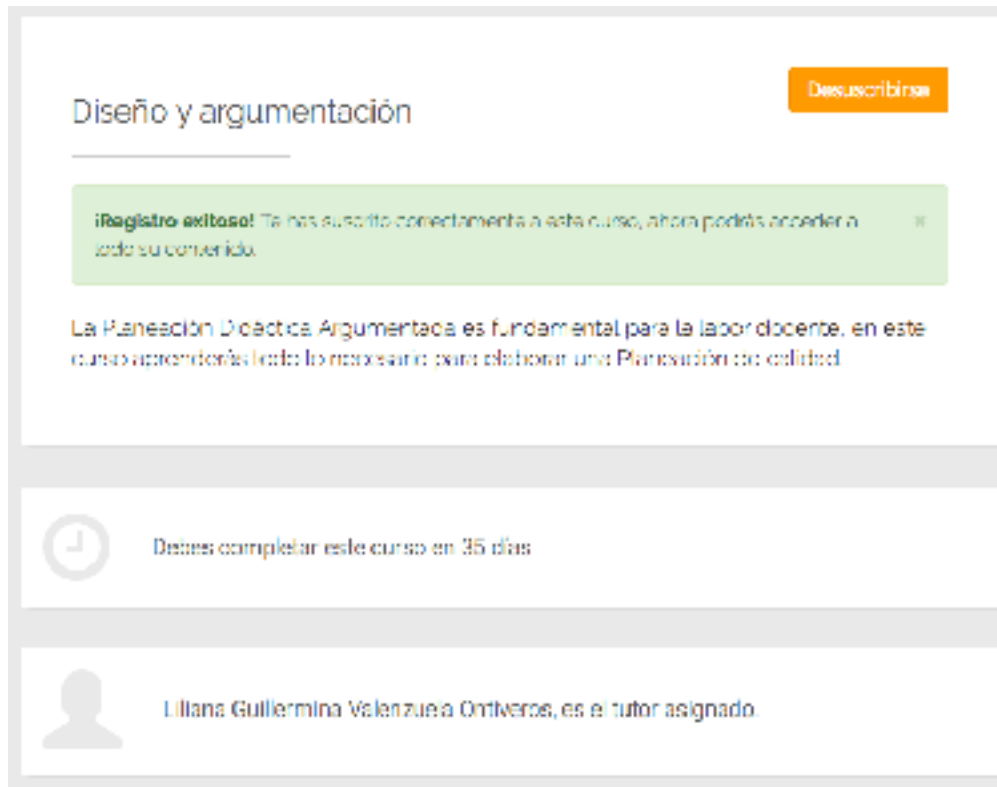 Diseño y argumentación
Desuscribirse
¡Registro exitoso! Te has suscrito correctamente a este curso, ahora podrás acceder a
todo su contenido.
La Planeación Didáctica Argumentada es fundamental para la labor docente, en este
curso aprenderás todo lo necesario para elaborar una Planeación de calidad.
Debes completar este curso en 35 días
Liliana Guillermina Valenzuela Ontiveros, es el tutor asignado.